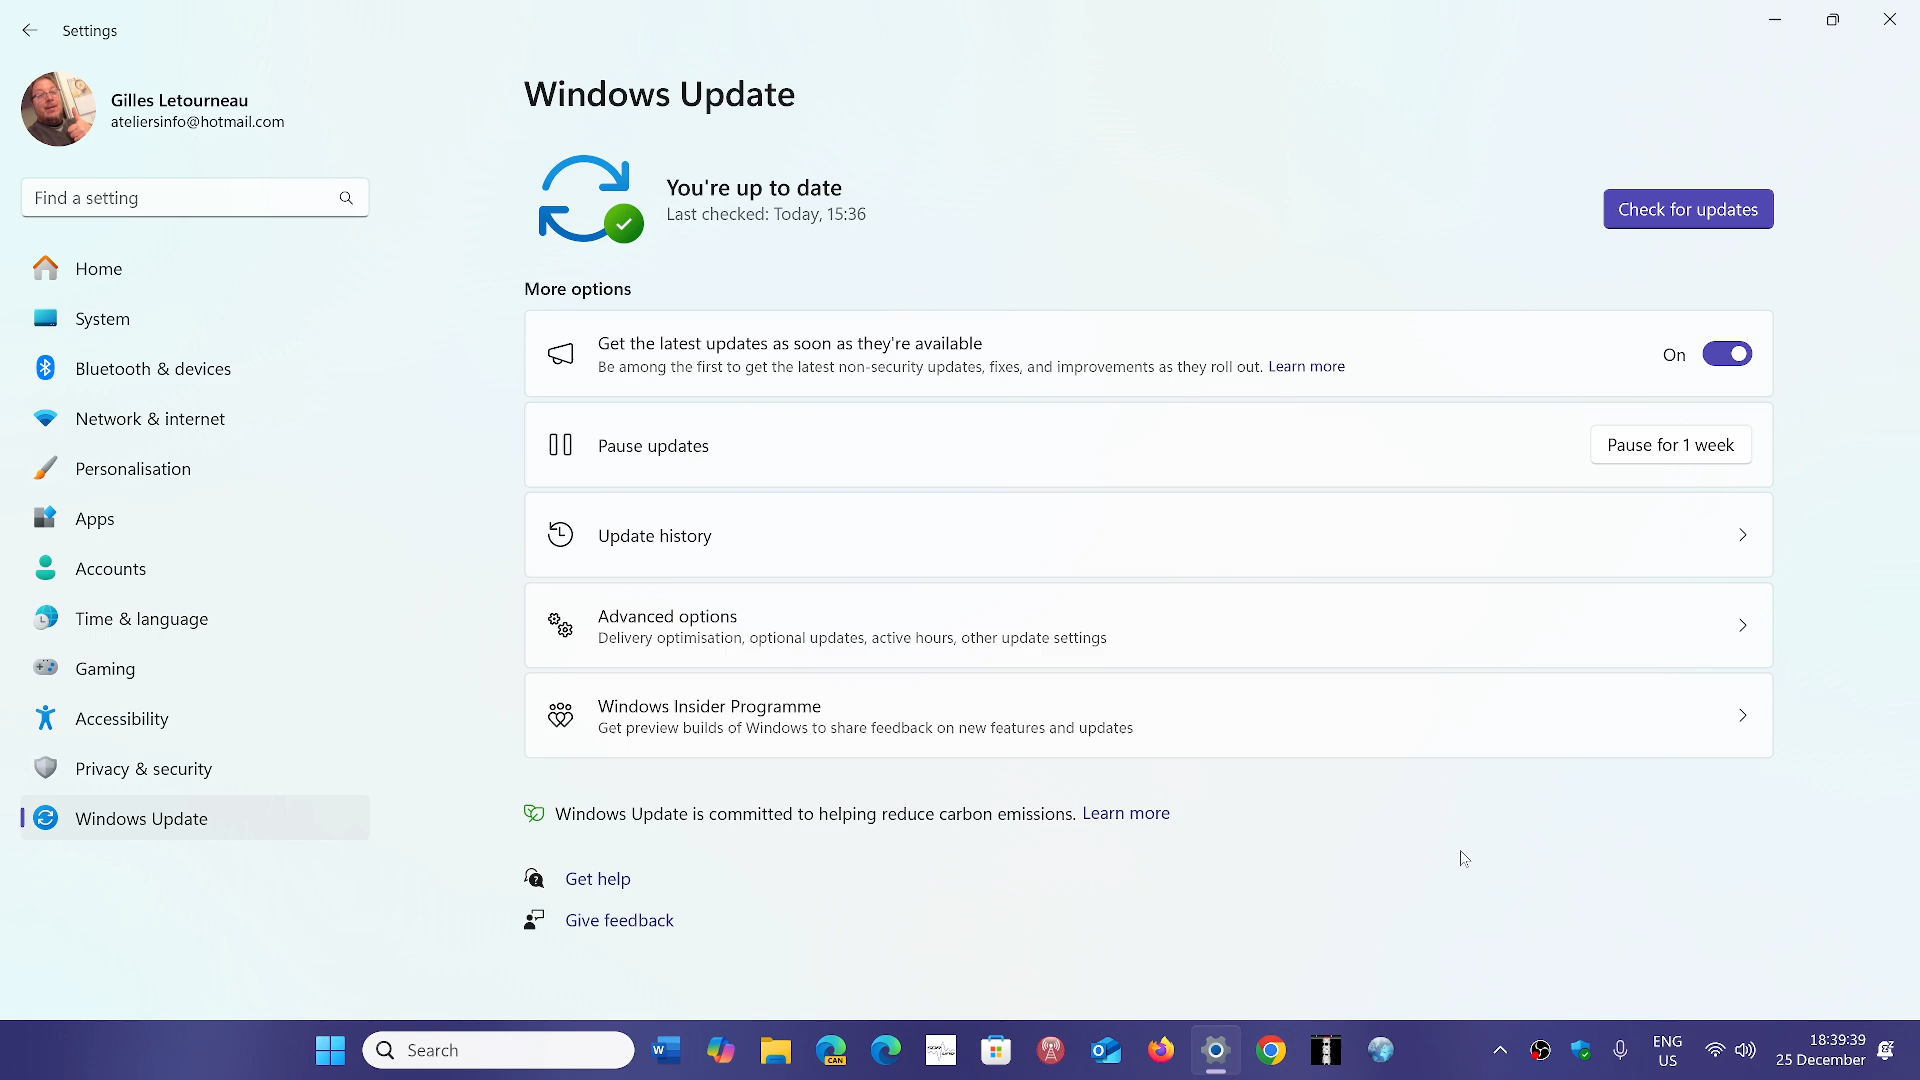 Settings
Gilles Letourneau
ateliersinfo@hotmail.com
Find a setting
Home
System
Bluetooth & devices
Network & internet
Personalisation
Apps
Accounts
Time & language
Gaming
Accessibility
Privacy & security
Windows Update
Windows Update
You're up to date
Last checked: Today, 15:36
Check for updates
More options
Get the latest updates as soon as they're available
Be among the first to get the latest non-security updates, fixes, and improvements as they roll out. Learn more
On
Pause updates
Pause for 1 week
Update history
Advanced options
Delivery optimisation, optional updates, active hours, other update settings
Windows Insider Programme
Get preview builds of Windows to share feedback on new features and updates
Windows Update is committed to helping reduce carbon emissions. Learn more
Get help
Give feedback
Search
W
CAN
ENG
US
18:39:39
25 December